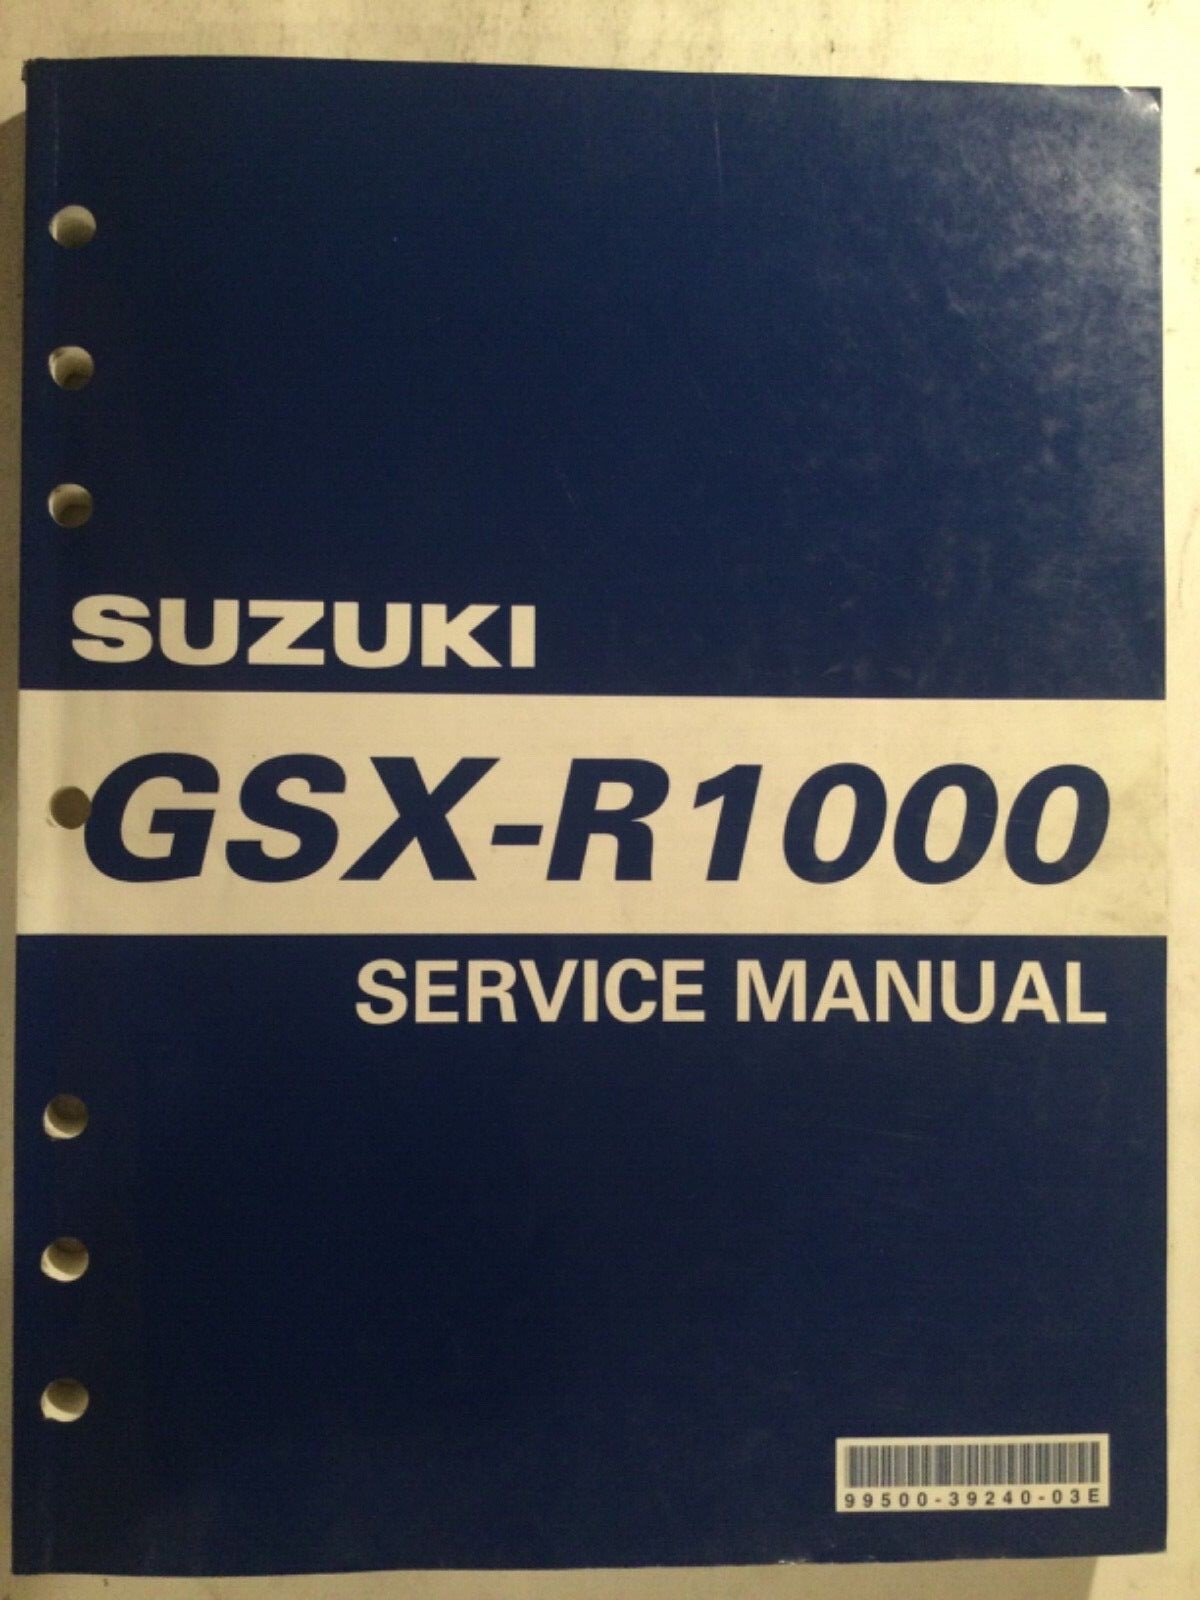 SUZUKI
GSX-R1000
SERVICE MANUAL
99500-39240-03E